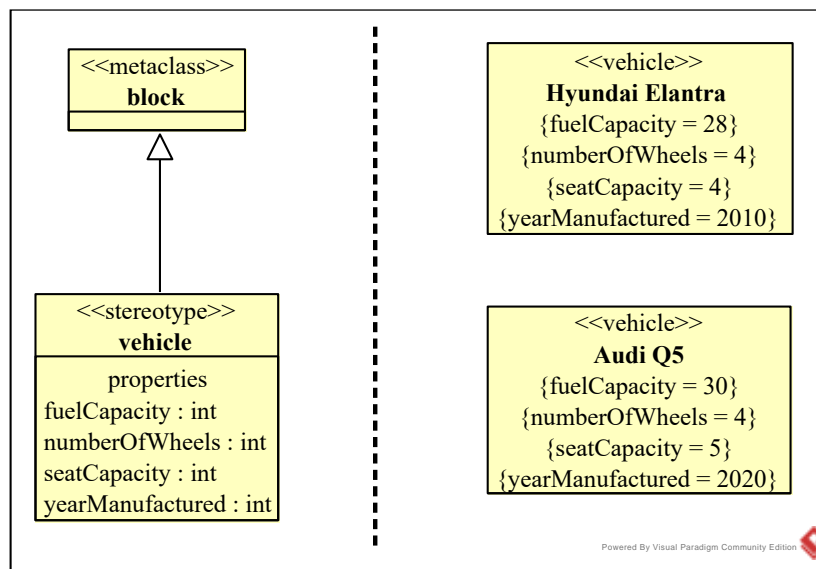 <<metaclass>>
block
<<stereotype>>
vehicle
properties
fuelCapacity : int
numberOfWheels : int
seatCapacity : int
yearManufactured : int
<<vehicle>>
Hyundai Elantra
{fuelCapacity = 28}
{numberOfWheels = 4}
{seatCapacity = 4}
{yearManufactured = 2010}
<<vehicle>>
Audi Q5
{fuelCapacity = 30}
{numberOfWheels = 4}
{seatCapacity = 5}
{yearManufactured = 2020}
Powered By Visual Paradigm Community Edition